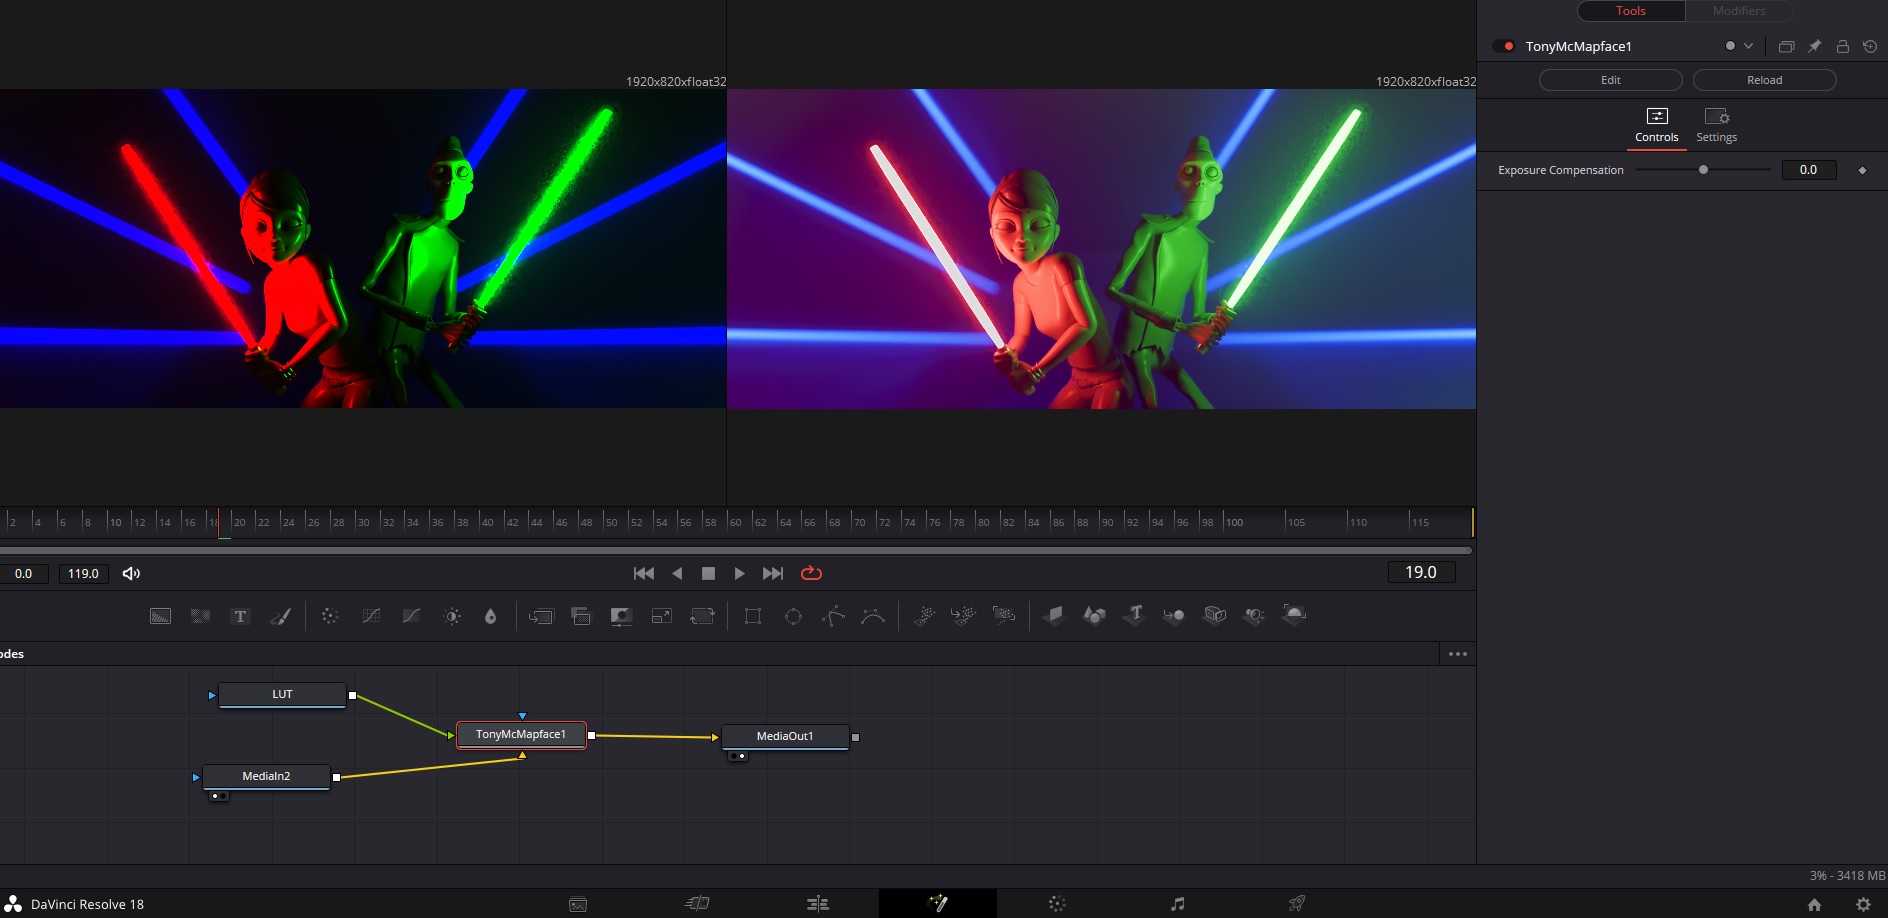 Tools
Modifiers
TonyMcMapface1
Edit
Reload
Controls
Settings
Exposure Compensation
0.0
1920x820xfloat32
1920x820xfloat32
2 4 6 8 10 12 14 16 18 20 22 24 26 28 30 32 34 36 38 40 42 44 46 48 50 52 54 56 58 60 62 64 66 68 70 72 74 76 78 80 82 84 86 88 90 92 94 96 98 100 105 110 115
0.0
119.0
19.0
T
T
odes
LUT
TonyMcMapface1
MediaOut1
MediaIn2
3% - 3418 MB
DaVinci Resolve 18